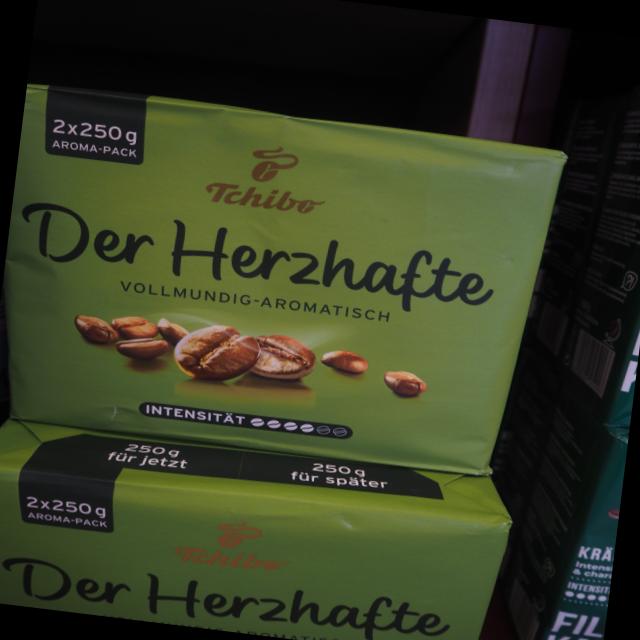 2x250g
AROMA-PACK
Tchibo
Der Herzhafte
VOLLMUNDIG-AROMATISCH
INTENSITÄT
250g
für jetzt
250g
für später
2x250g
AROMA-PACK
Tchibo
Der Herzhafte
KRÄ
FIL